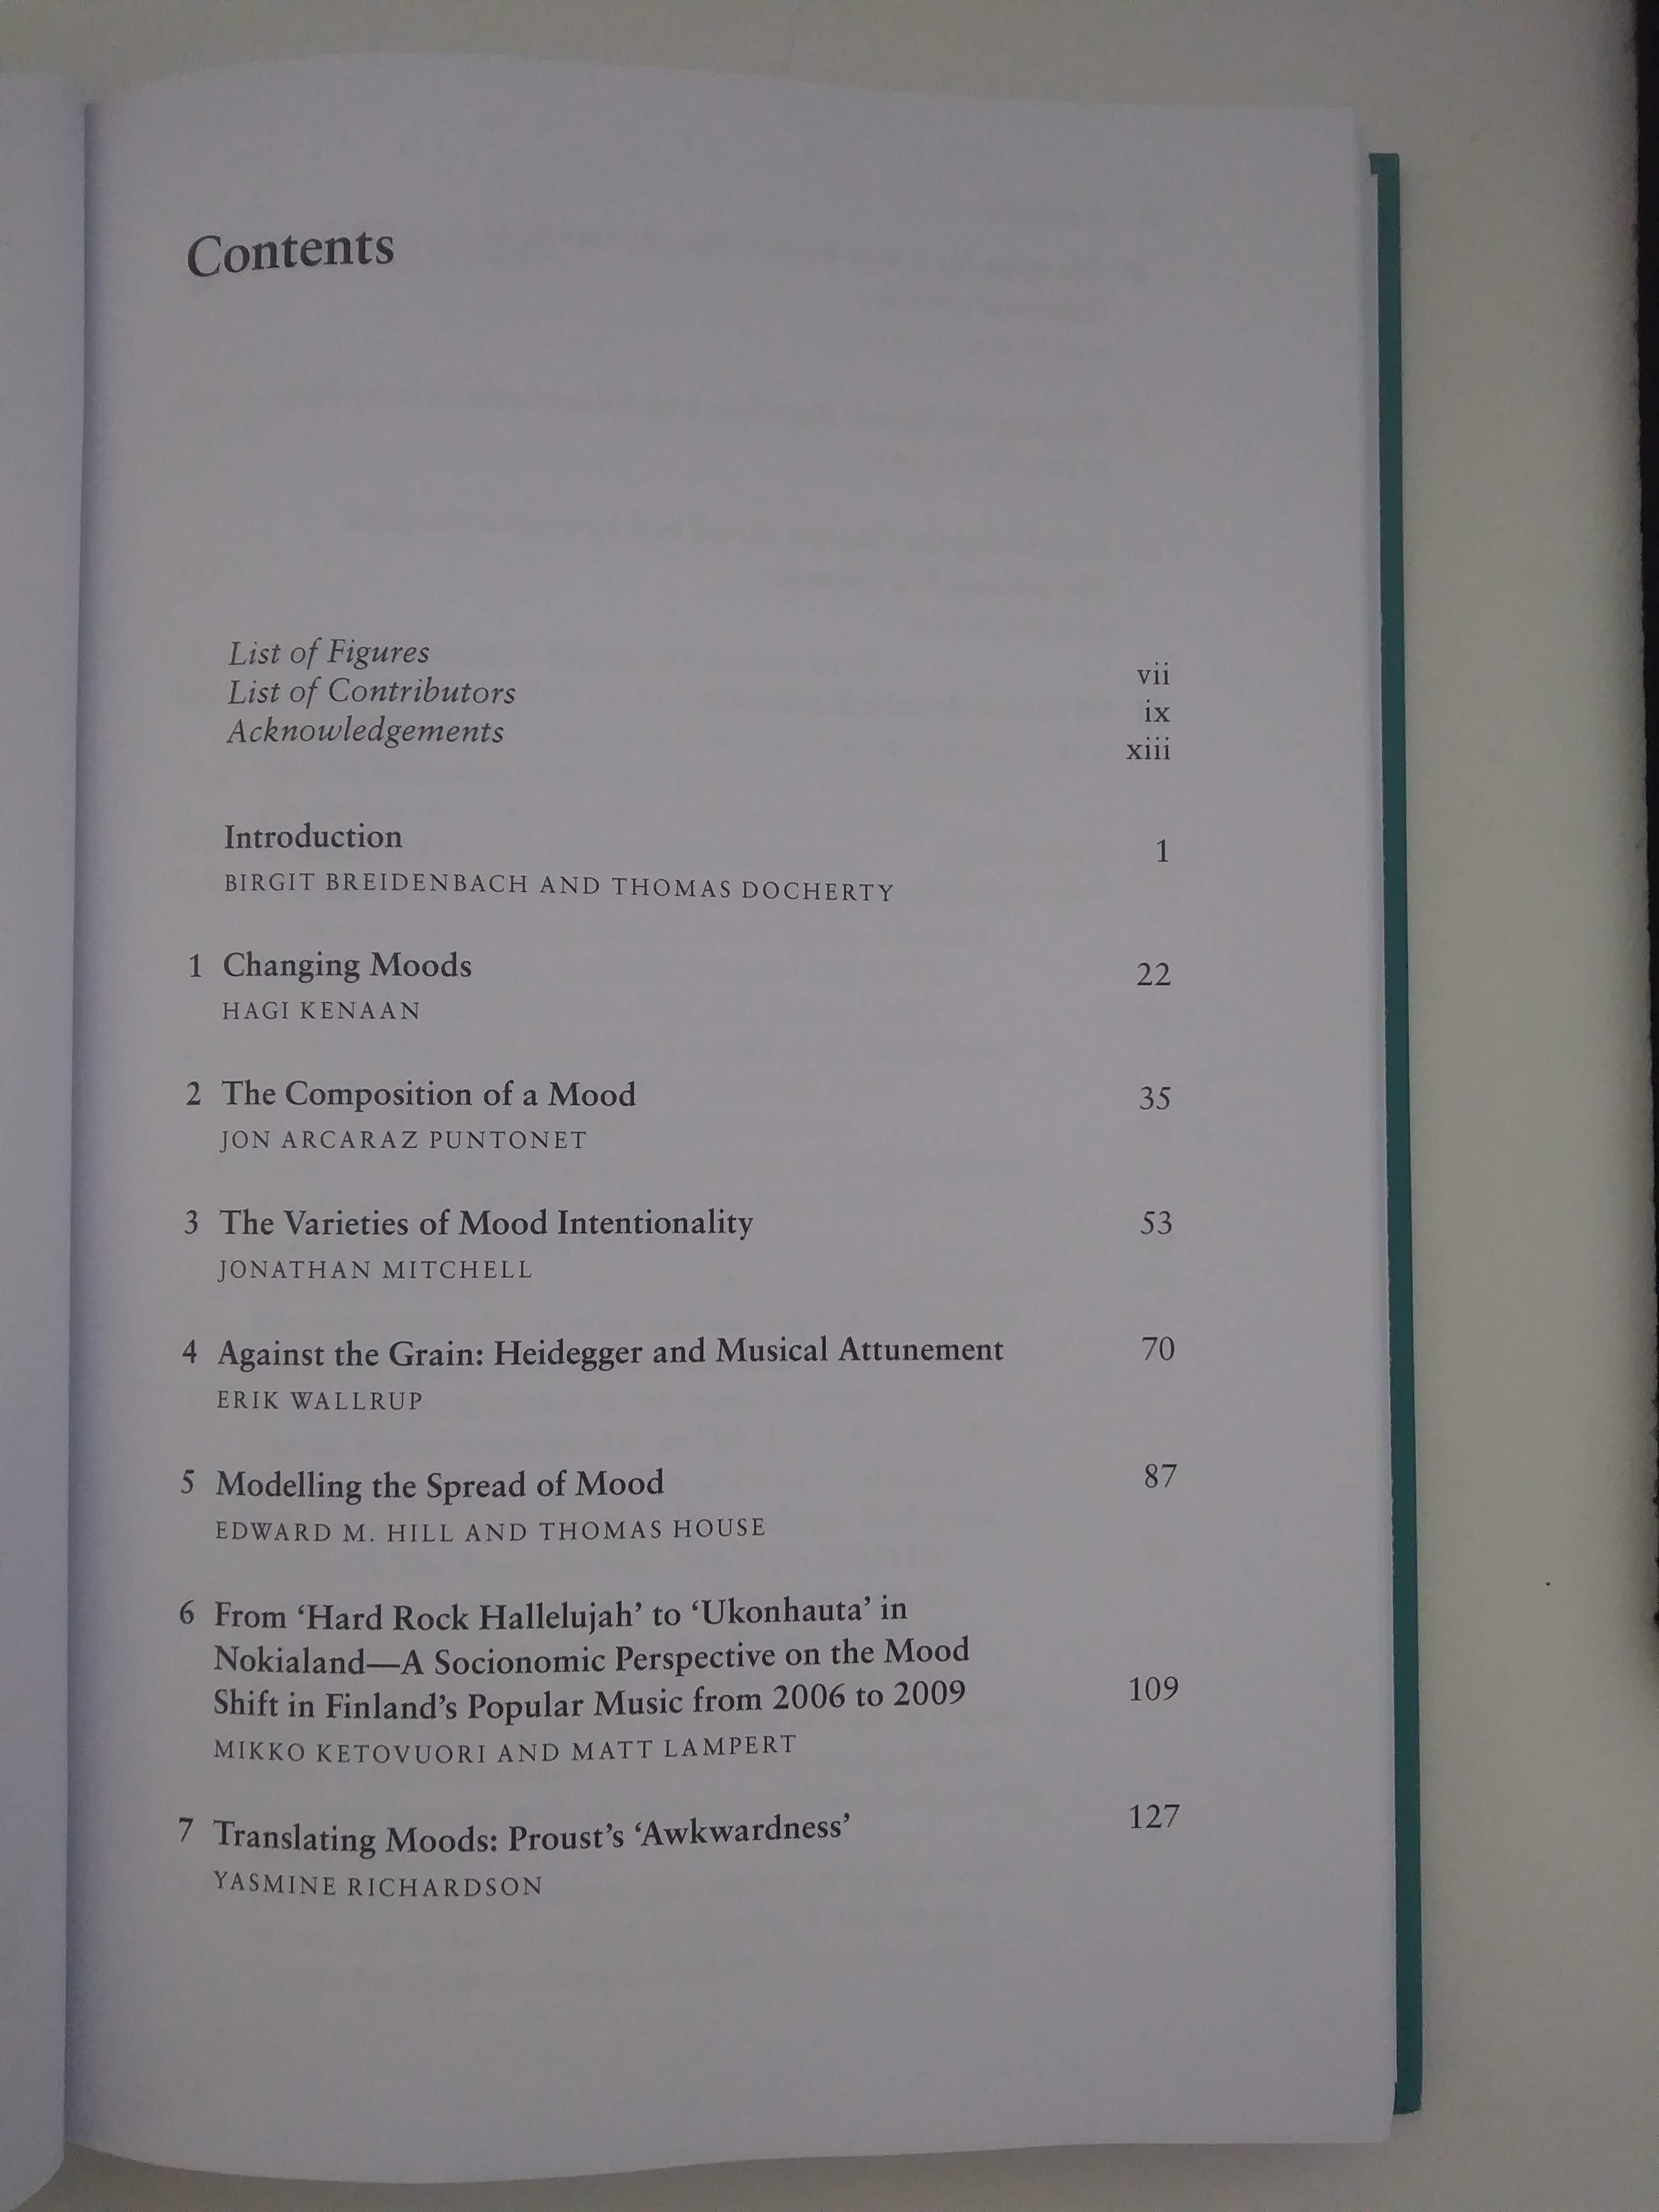 Contents
List of Figures vii
List of Contributors ix
Acknowledgements xiii
Introduction 1
BIRGIT BREIDENBACH AND THOMAS DOCHERTY
1 Changing Moods 22
HAGI KENAAN
2 The Composition of a Mood 35
JON ARCARAZ PUNTONET
3 The Varieties of Mood Intentionality 53
JONATHAN MITCHELL
4 Against the Grain: Heidegger and Musical Attunement 70
ERIK WALLRUP
5 Modelling the Spread of Mood 87
EDWARD M. HILL AND THOMAS HOUSE
6 From ‘Hard Rock Hallelujah’ to ‘Ukonhauta’ in
Nokialand—A Socionomic Perspective on the Mood
Shift in Finland’s Popular Music from 2006 to 2009 109
MIKKO KETOVUORI AND MATT LAMPERT
7 Translating Moods: Proust’s ‘Awkwardness’ 127
YASMINE RICHARDSON